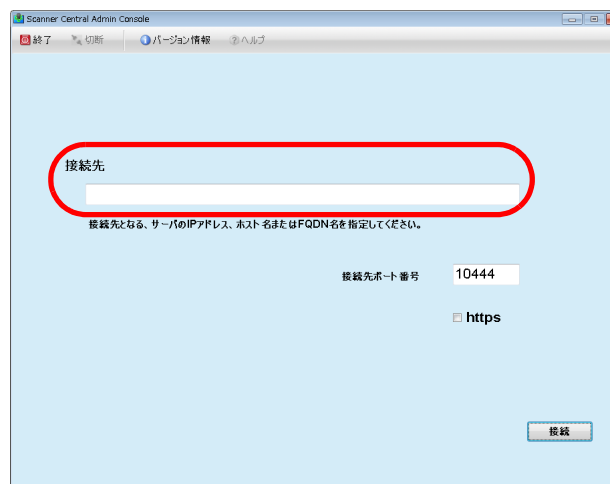 Scanner Central Admin Console
終了 切断 バージョン情報 ヘルプ
接続先
接続先となる、サーバのIPアドレス、ホスト名またはFQDN名を指定してください。
接続先ポート番号 10444
https
接続